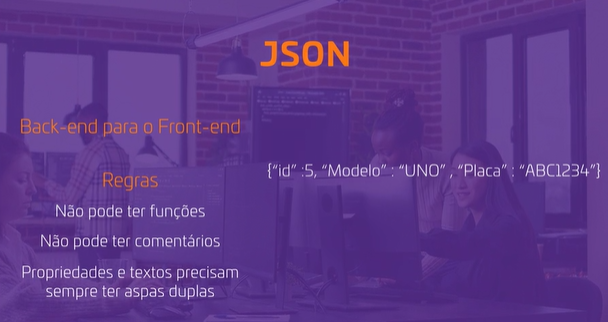 JSON
Back-end para o Front-end
Regras
Não pode ter funções
Não pode ter comentários
Propriedades e textos precisam
sempre ter aspas duplas
{“id” :5, “Modelo” : “UNO” , “Placa” : “ABC1234”}